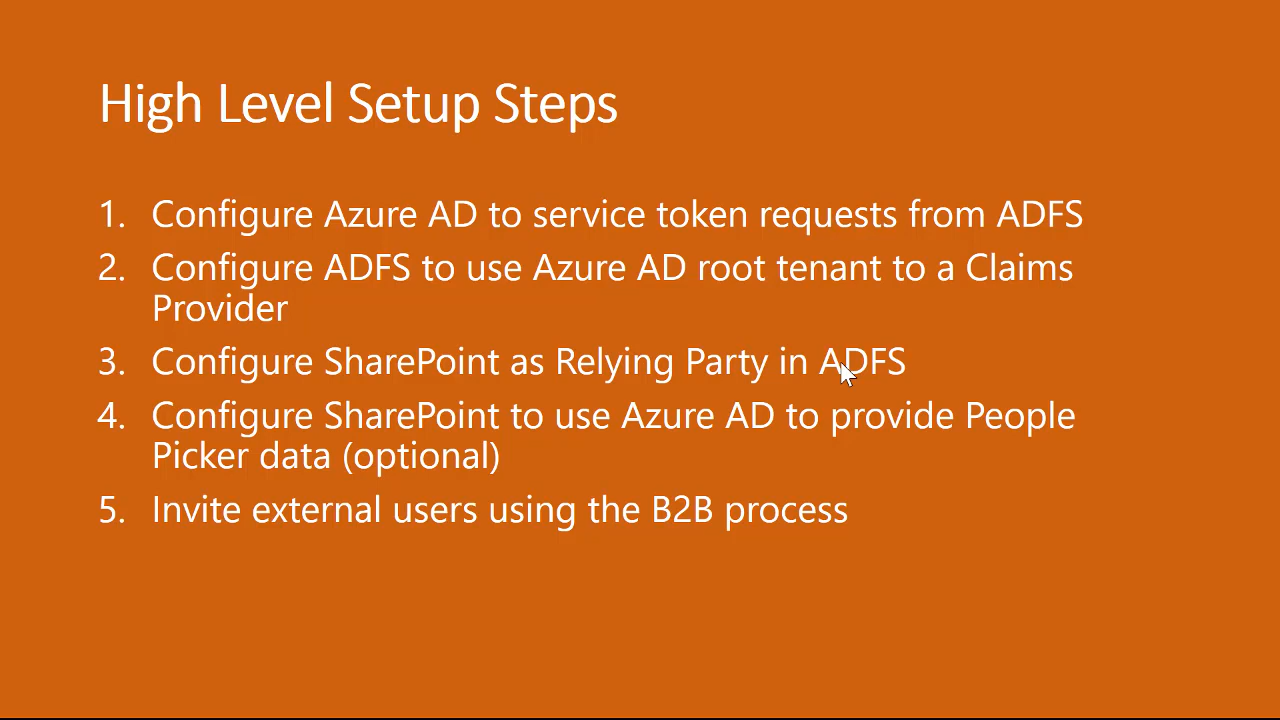 High Level Setup Steps
1. Configure Azure AD to service token requests from ADFS
2. Configure ADFS to use Azure AD root tenant to a Claims
Provider
3. Configure SharePoint as Relying Party in ADFS
4. Configure SharePoint to use Azure AD to provide People
Picker data (optional)
5. Invite external users using the B2B process